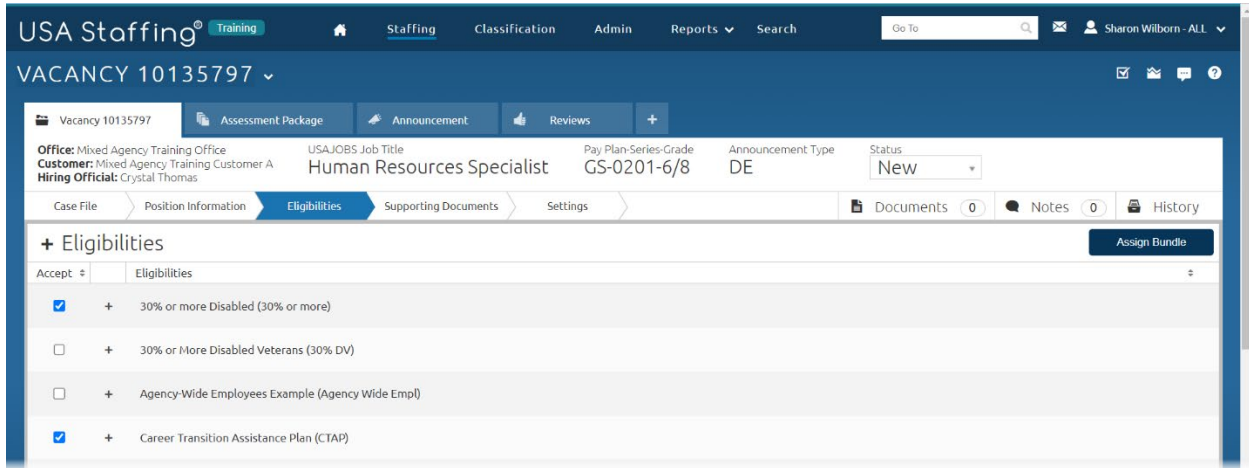 USA Staffing® Training Staffing Classification Admin Reports Search Go To Sharon Wilborn - ALL
VACANCY 10135797
Vacancy 10135797 Assessment Package Announcement Reviews +
Office: Mixed Agency Training Office USAJOBS Job Title Pay Plan-Series-Grade Announcement Type Status
Customer: Mixed Agency Training Customer A Human Resources Specialist GS-0201-6/8 DE New
Hiring Official: Crystal Thomas
Case File Position Information Eligibilities Supporting Documents Settings Documents 0 Notes 0 History
+ Eligibilities Assign Bundle
Accept Eligibilities
+ 30% or more Disabled (30% or more)
+ 30% or More Disabled Veterans (30% DV)
+ Agency-Wide Employees Example (Agency Wide Empl)
+ Career Transition Assistance Plan (CTAP)